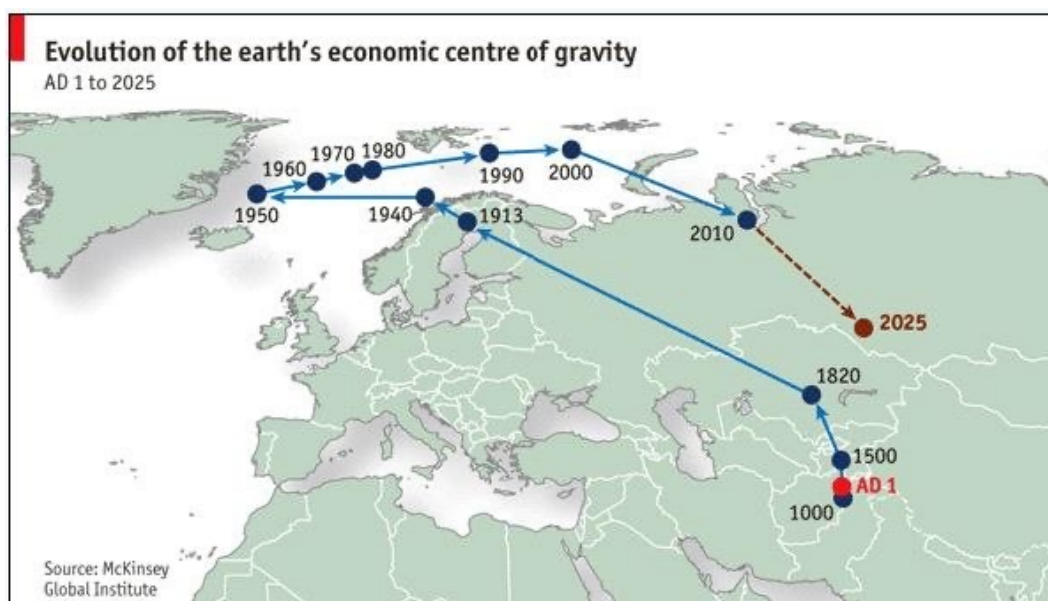 Evolution of the earth's economic centre of gravity
AD 1 to 2025
1960
1970
1980
1990
2000
1950
1940
1913
2010
2025
1820
1500
AD 1
1000
Source: McKinsey
Global Institute